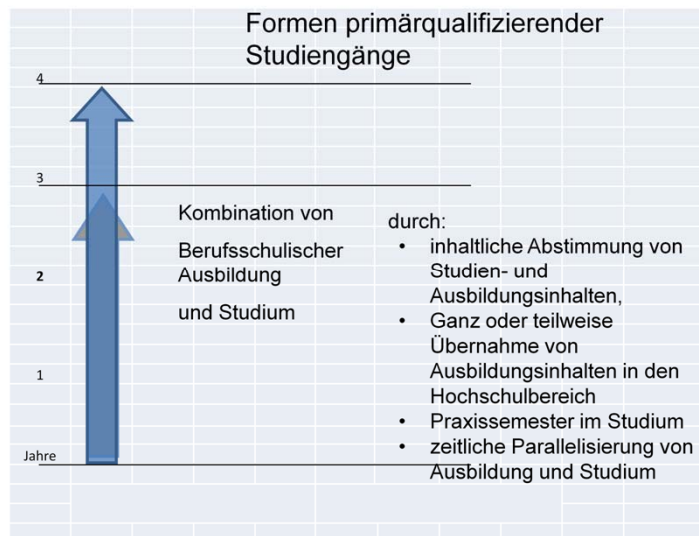 Formen primärqualifizierender
Studiengänge
4
3
2
1
Jahre
Kombination von
Berufsschulischer
Ausbildung
und Studium
durch:
• inhaltliche Abstimmung von
Studien- und
Ausbildungsinhalten,
• Ganz oder teilweise
Übernahme von
Ausbildungsinhalten in den
Hochschulbereich
• Praxissemester im Studium
• zeitliche Parallelisierung von
Ausbildung und Studium